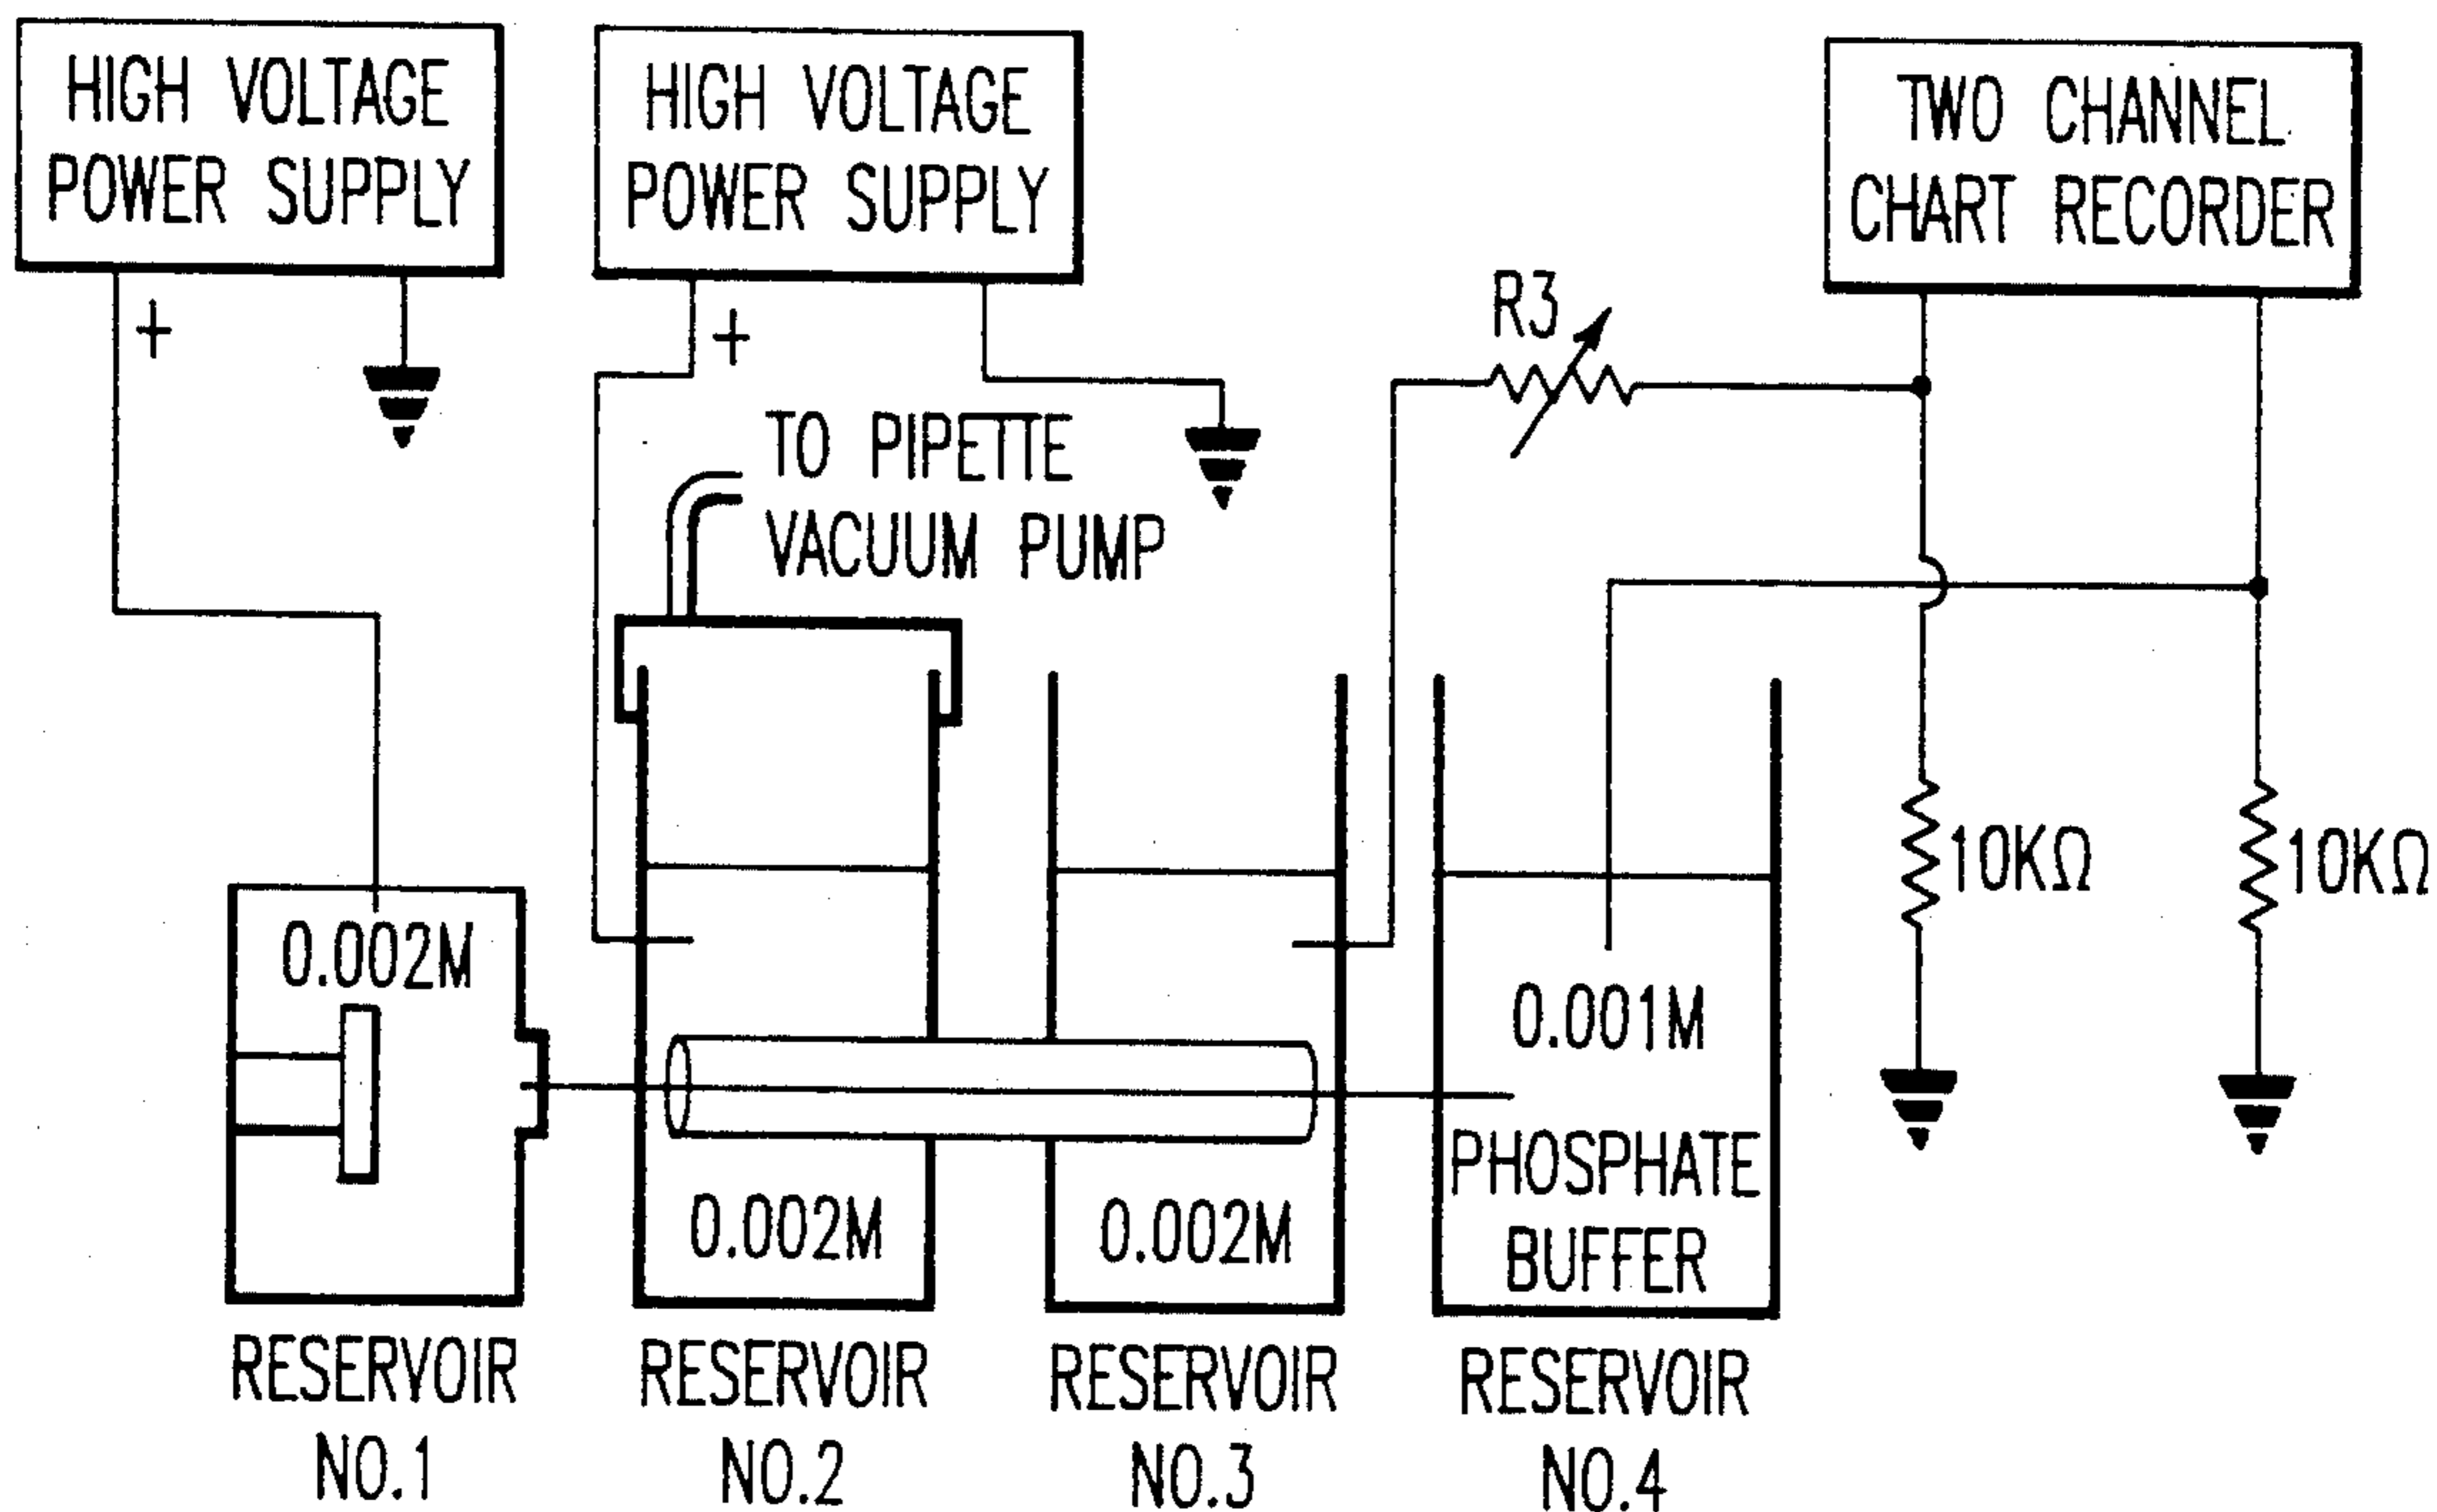 HIGH VOLTAGE
POWER SUPPLY
HIGH VOLTAGE
POWER SUPPLY
TWO CHANNEL
CHART RECORDER
+
+
R3
TO PIPETTE
VACUUM PUMP
10KΩ
10KΩ
0.002M
0.001M
PHOSPHATE
BUFFER
0.002M
0.002M
RESERVOIR
NO.1
RESERVOIR
NO.2
RESERVOIR
NO.3
RESERVOIR
NO.4